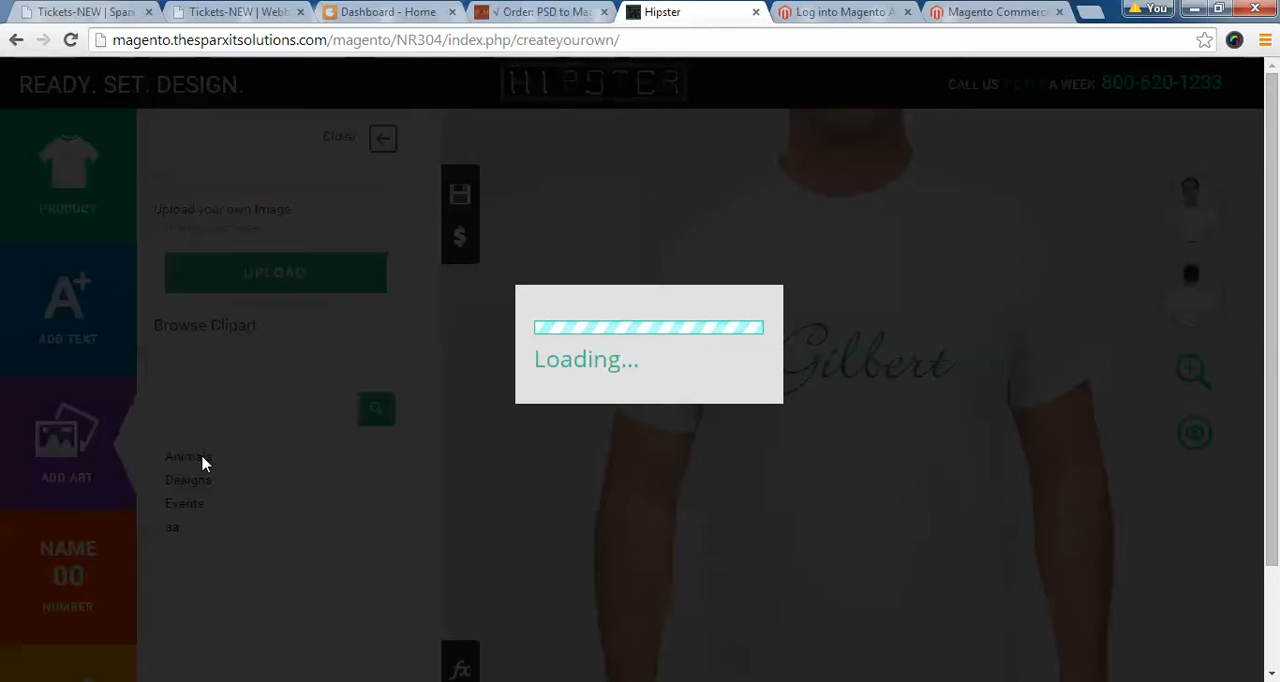 Tickets-NEW | Span
Tickets-NEW | Webb
Dashboard - Home
√ Order: PSD to Ma
Hipster
Log into Magento A
Magento Commerc
You
magento.thesparxitsolutions.com/magento/NR304/index.php/createyourown/
READY. SET. DESIGN.
HIPSTER
CALL US A WEEK 800-620-1233
PRODUCT
Close
Upload your own Image
UPLOAD
Browse Clipart
ADD TEXT
Loading...
Gilbert
ADD ART
Animals
Designs
Events
aa
NAME
00
NUMBER
$
fx